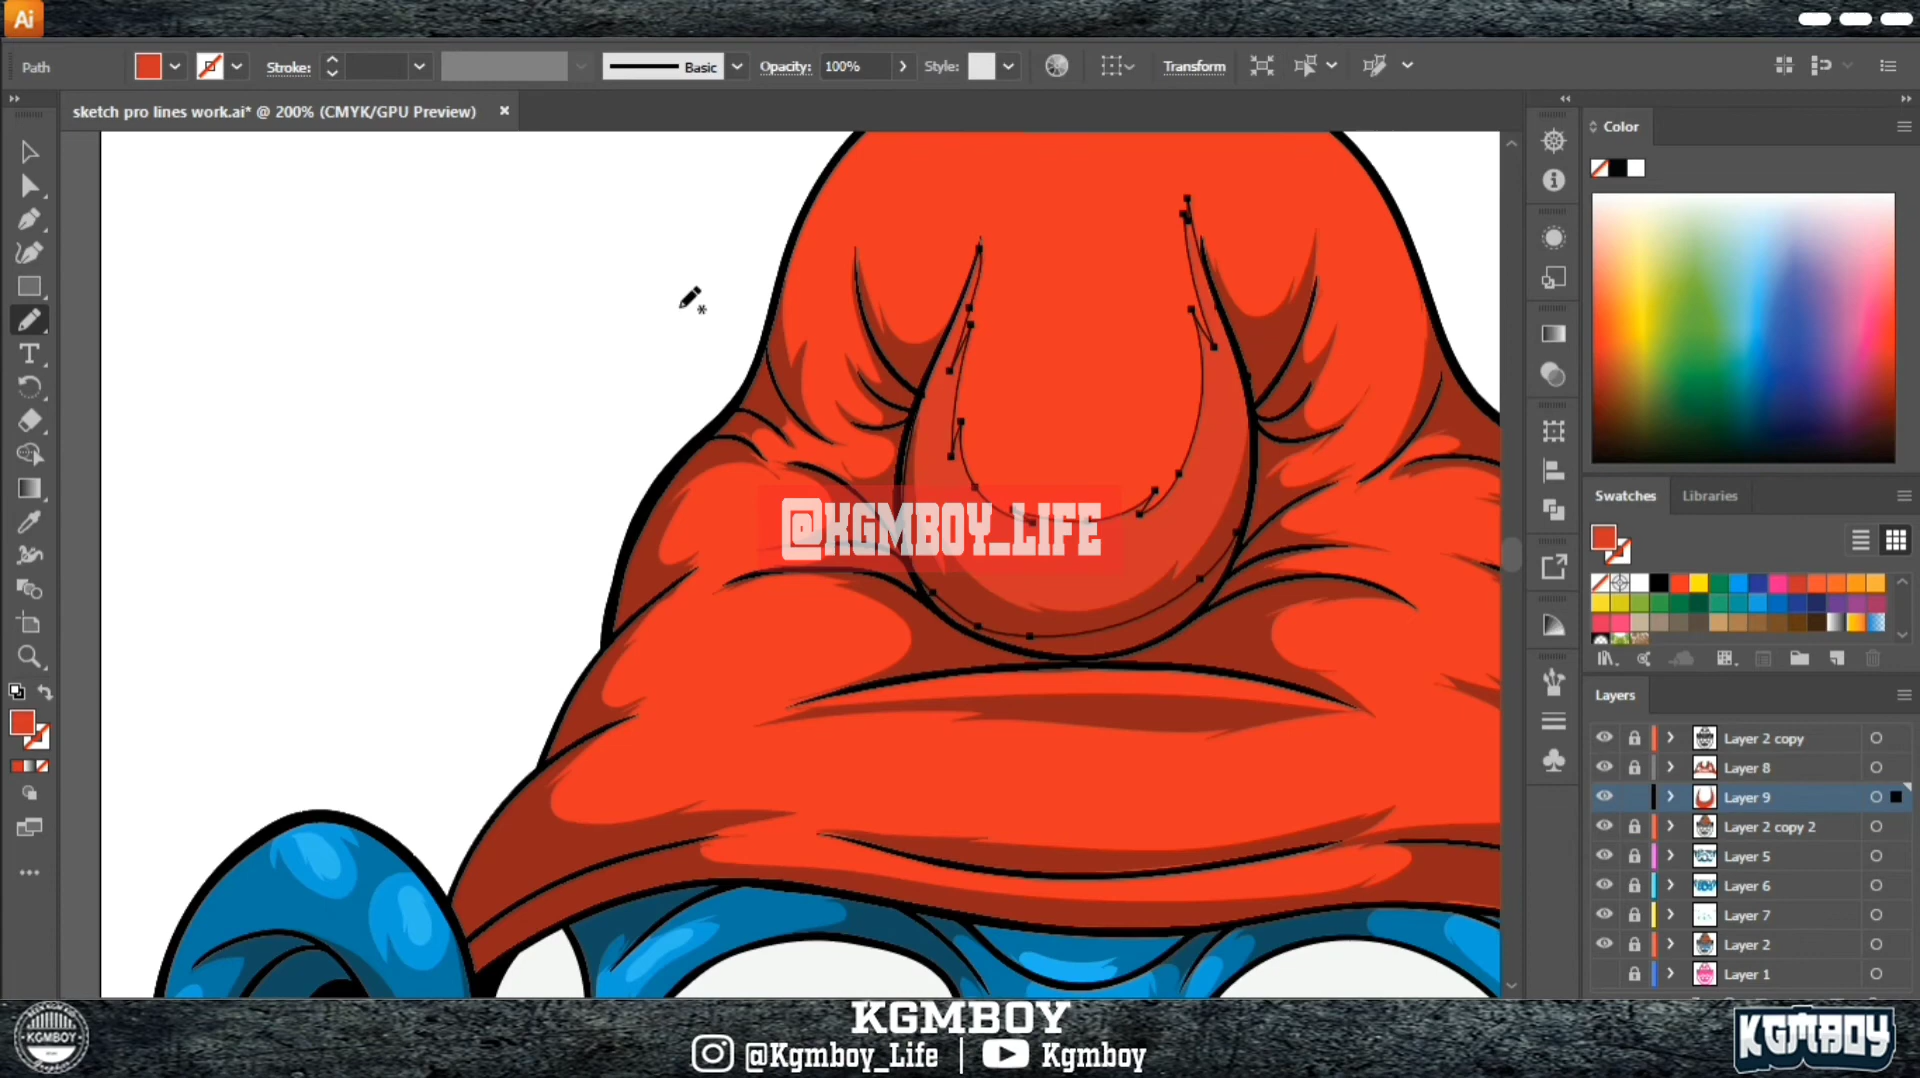 Ai
Path
Stroke:
Basic
Opacity: 100%
Style:
Transform
sketch pro lines work.ai* @ 200% (CMYK/GPU Preview)
Color
@KGMBOY_LIFE
Swatches
Libraries
Layers
Layer 2 copy
Layer 8
Layer 9
Layer 2 copy 2
Layer 5
Layer 6
Layer 7
Layer 2
Layer 1
KGMBOY
KGMBOY
@Kgmboy_Life | Kgmboy
KGMBOY